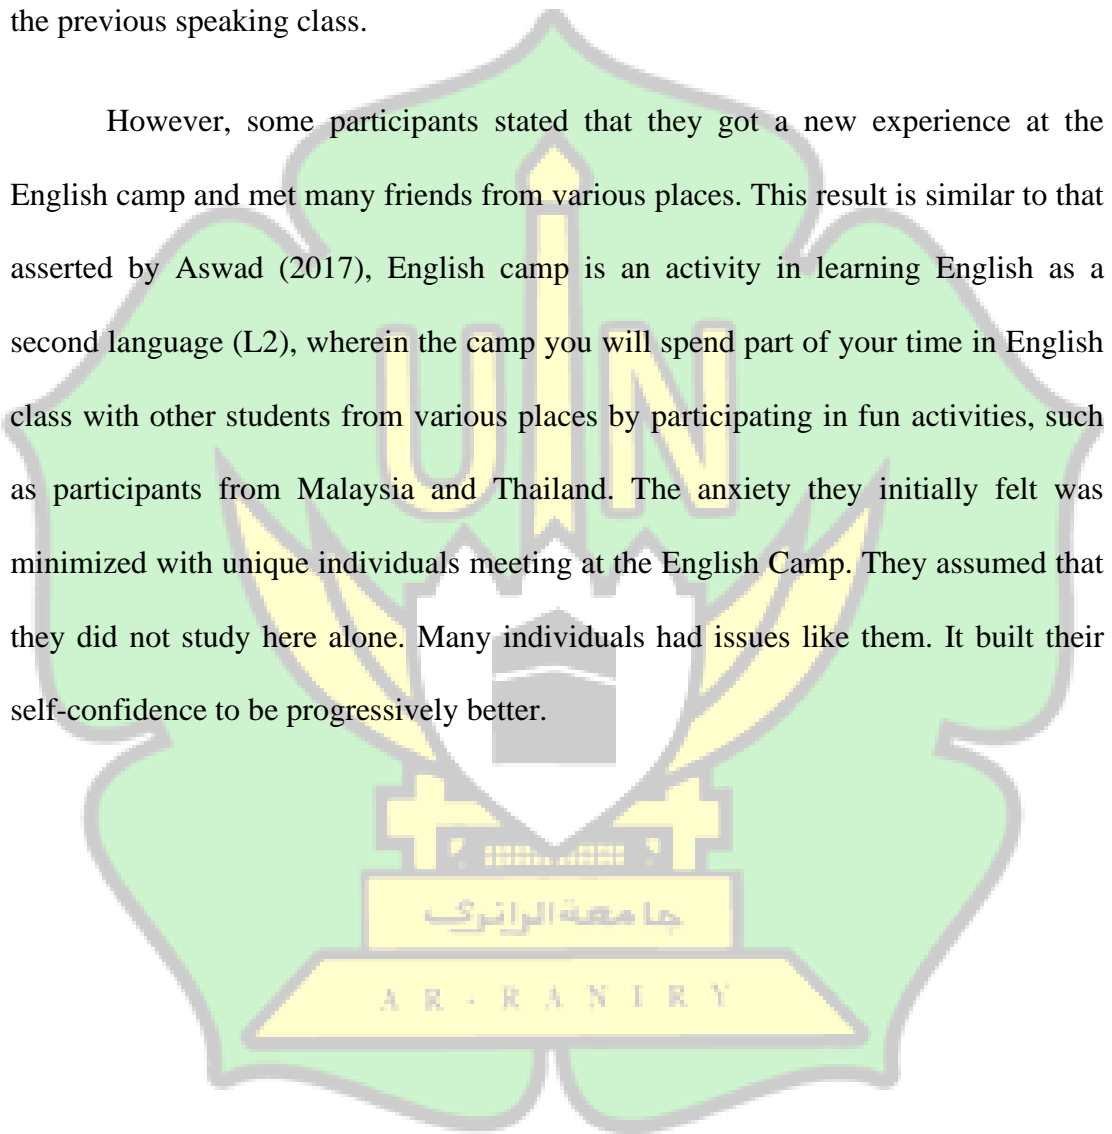 the previous speaking class.
However, some participants stated that they got a new experience at the
English camp and met many friends from various places. This result is similar to that
asserted by Aswad (2017), English camp is an activity in learning English as a
second language (L2), wherein the camp you will spend part of your time in English
class with other students from various places by participating in fun activities, such
as participants from Malaysia and Thailand. The anxiety they initially felt was
minimized with unique individuals meeting at the English Camp. They assumed that
they did not study here alone. Many individuals had issues like them. It built their
self-confidence to be progressively better.
UIN
جامعة الرانري
AR-RANIRY